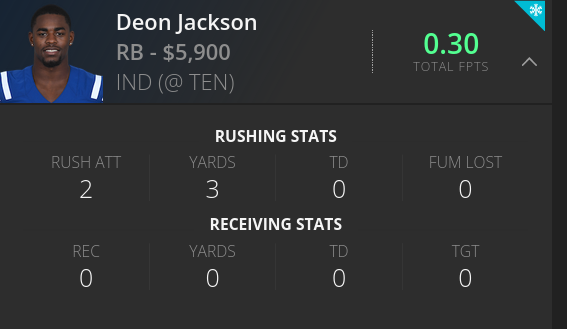 Deon Jackson
RB - $5,900
IND (@ TEN)
0.30
TOTAL FPTS
RUSHING STATS
RUSH ATT YARDS TD FUM LOST
2 3 0 0
RECEIVING STATS
REC YARDS TD TGT
0 0 0 0